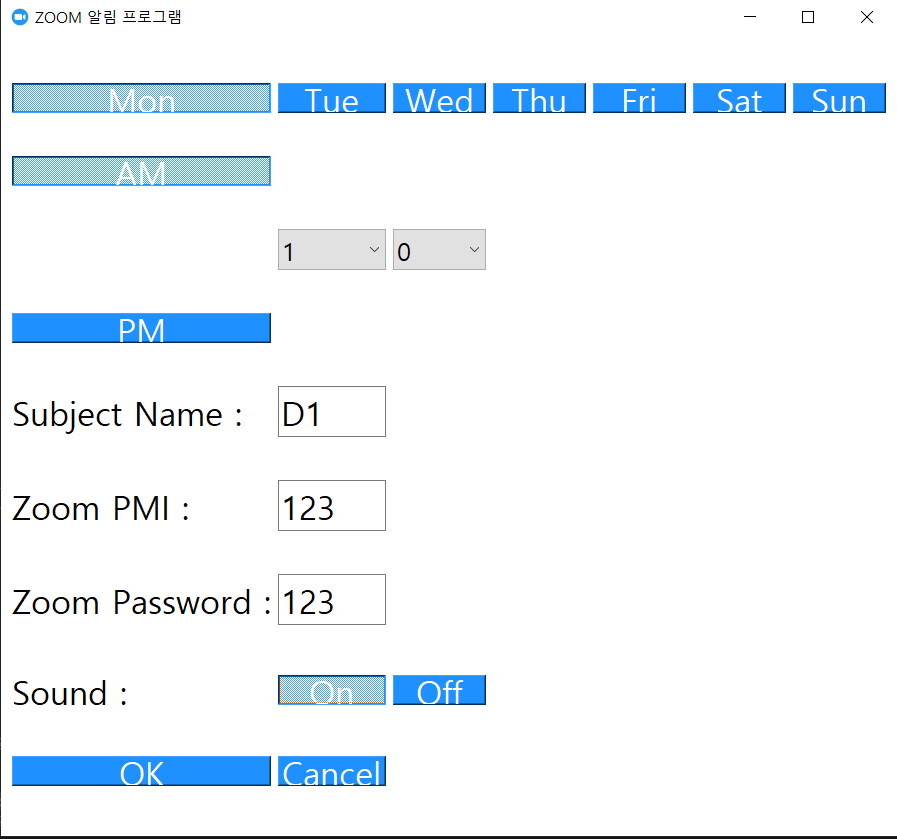 ZOOM 알림 프로그램
Mon Tue Wed Thu Fri Sat Sun
AM
1 0
PM
Subject Name : D1
Zoom PMI : 123
Zoom Password : 123
Sound : On Off
OK Cancel